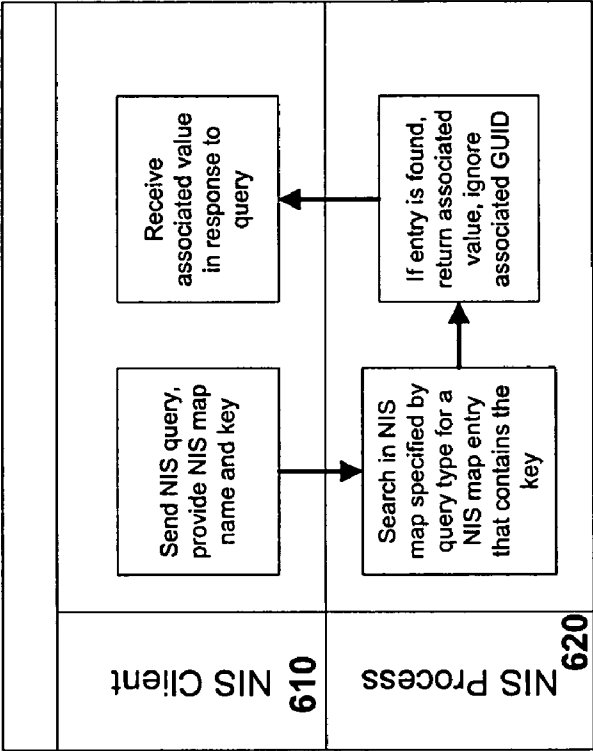 Send NIS query,
provide NIS map
name and key
Receive
associated value
in response to
query
Search in NIS
map specified by
query type for a
NIS map entry
that contains the
key
If entry is found,
return associated
value, ignore
associated GUID
NIS Client
610
NIS Process
620